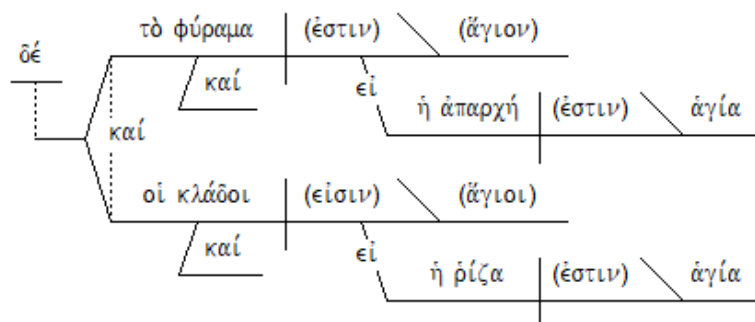 τὸ φύραμα (ἐστιν) (ἅγιον)
δέ
καί εἰ
ἡ ἀπαρχή (ἐστιν) ἁγία
καί
οἱ κλάδοι (εἰσιν) (ἅγιοι)
καί εἰ
ἡ ῥίζα (ἐστιν) ἁγία